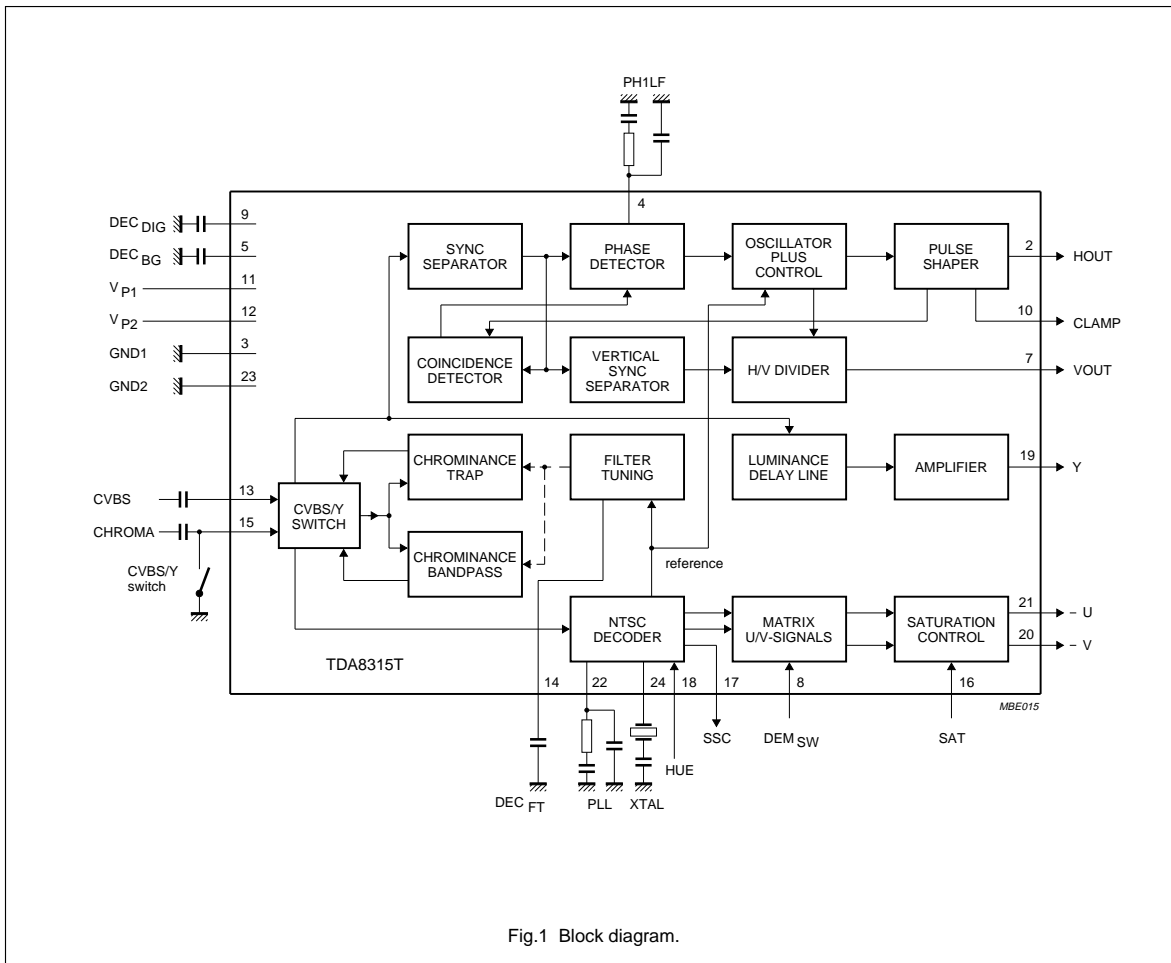 PH1LF
4
DEC DIG
9
DEC BG
5
V P1
11
V P2
12
GND1
3
GND2
23
SYNC
SEPARATOR
PHASE
DETECTOR
OSCILLATOR
PLUS
CONTROL
PULSE
SHAPER
2
HOUT
10
CLAMP
COINCIDENCE
DETECTOR
VERTICAL
SYNC
SEPARATOR
H/V DIVIDER
7
VOUT
CHROMINANCE
TRAP
FILTER
TUNING
LUMINANCE
DELAY LINE
AMPLIFIER
19
Y
CVBS
13
CHROMA
15
CVBS/Y
SWITCH
CVBS/Y
switch
CHROMINANCE
BANDPASS
reference
NTSC
DECODER
MATRIX
U/V-SIGNALS
SATURATION
CONTROL
21
– U
20
– V
TDA8315T
14
22
24
18
17
8
16
MBE015
SSC
DEM SW
SAT
HUE
DEC FT
PLL
XTAL
Fig.1 Block diagram.